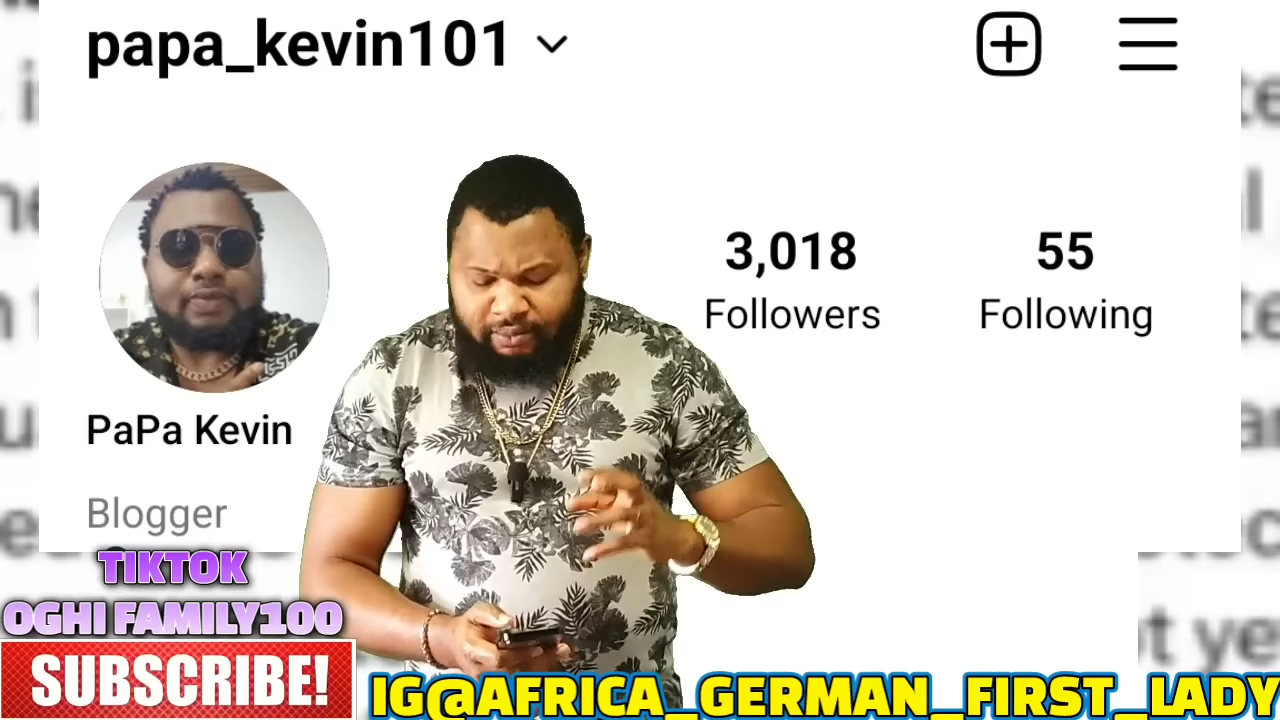 papa_kevin101
3,018
55
Followers
Following
PaPa Kevin
Blogger
TIKTOK
OGHI FAMILY100
SUBSCRIBE!
IG@AFRICA_GERMAN_FIRST_LADY